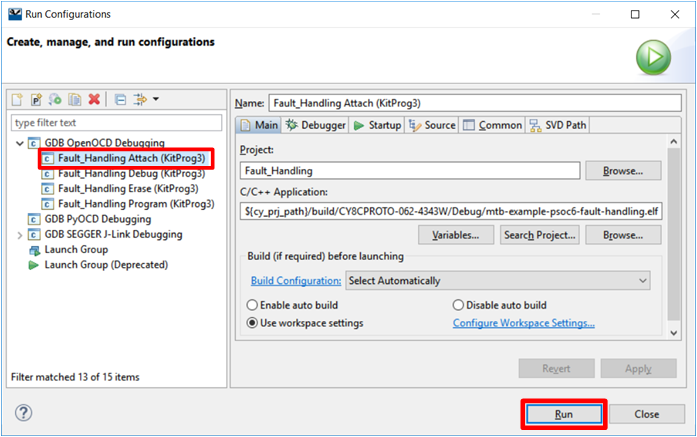 Run Configurations
Create, manage, and run configurations
type filter text
GDB OpenOCD Debugging
Fault_Handling Attach (KitProg3)
Fault_Handling Debug (KitProg3)
Fault_Handling Erase (KitProg3)
Fault_Handling Program (KitProg3)
GDB PyOCD Debugging
GDB SEGGER J-Link Debugging
Launch Group
Launch Group (Deprecated)
Filter matched 13 of 15 items
Name: Fault_Handling Attach (KitProg3)
Main Debugger Startup Source Common SVD Path
Project:
Fault_Handling
Browse...
C/C++ Application:
${cy_prj_path}/build/CY8CPROTO-062-4343W/Debug/mtb-example-psoc6-fault-handling.elf
Variables... Search Project... Browse...
Build (if required) before launching
Build Configuration: Select Automatically
Enable auto build Disable auto build
Use workspace settings Configure Workspace Settings...
Revert Apply
Run Close